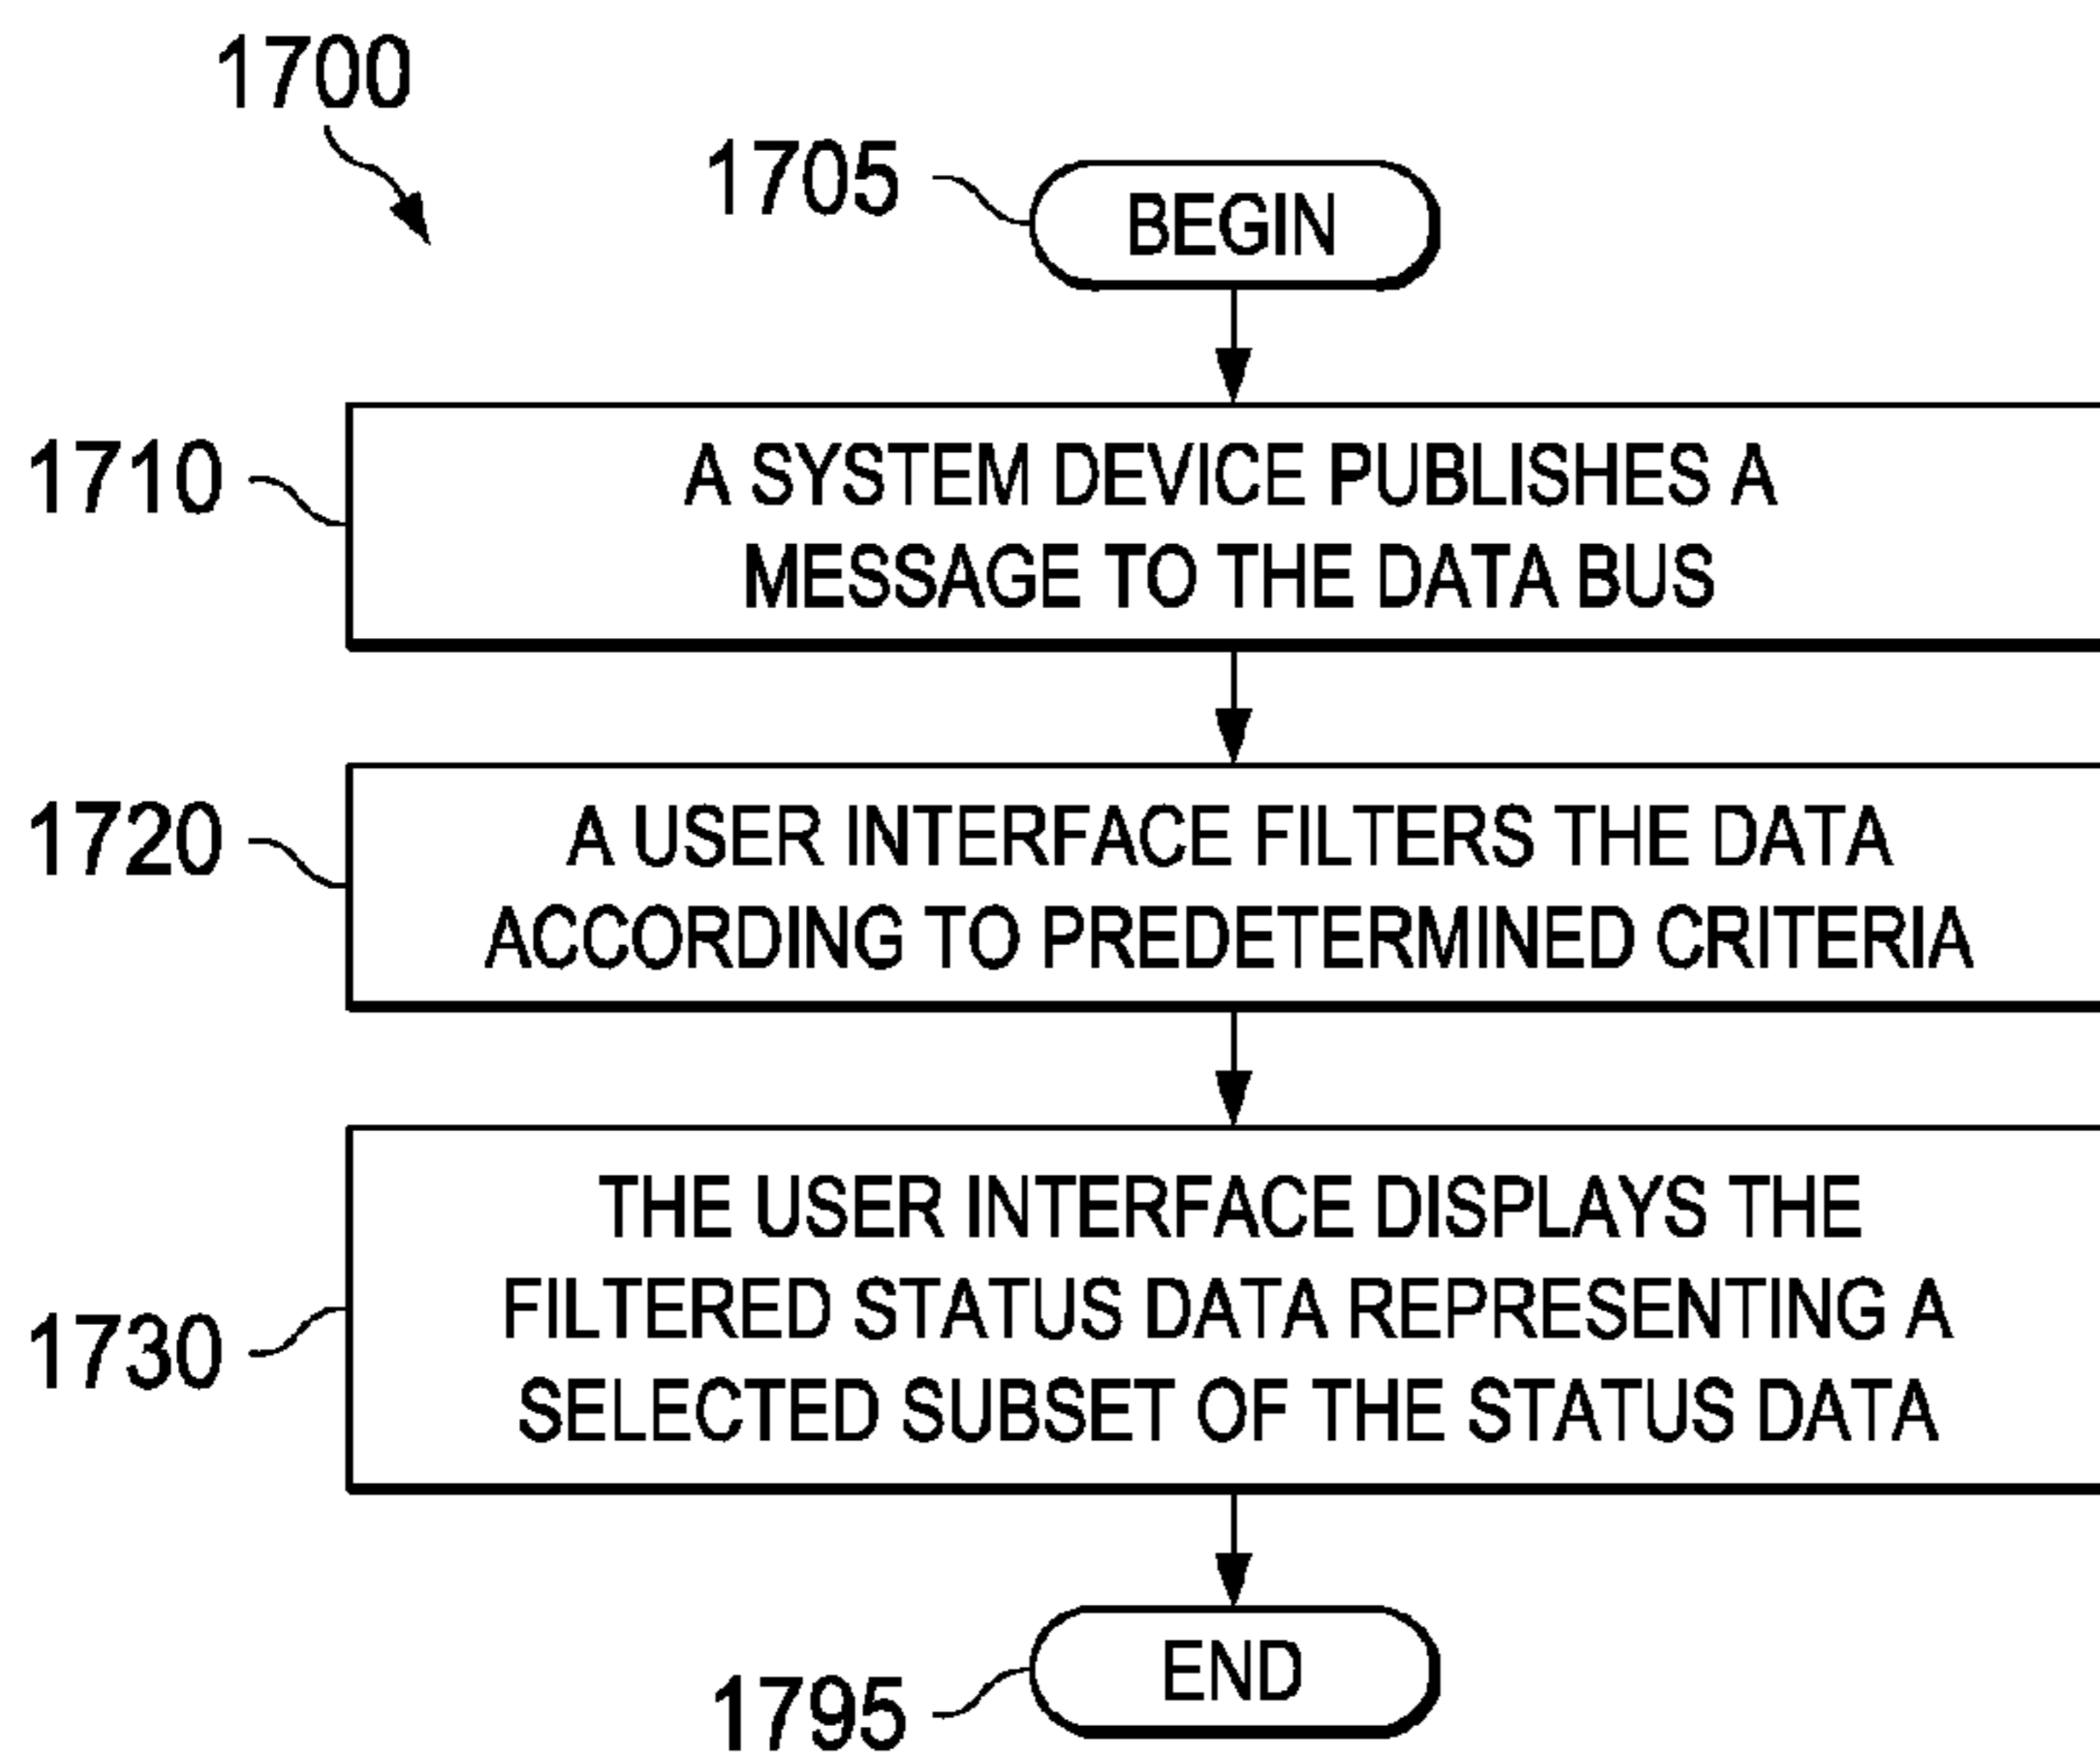 1700
1705
BEGIN
1710
A SYSTEM DEVICE PUBLISHES A
MESSAGE TO THE DATA BUS
1720
A USER INTERFACE FILTERS THE DATA
ACCORDING TO PREDETERMINED CRITERIA
THE USER INTERFACE DISPLAYS THE
FILTERED STATUS DATA REPRESENTING A
1730
SELECTED SUBSET OF THE STATUS DATA
END
1795